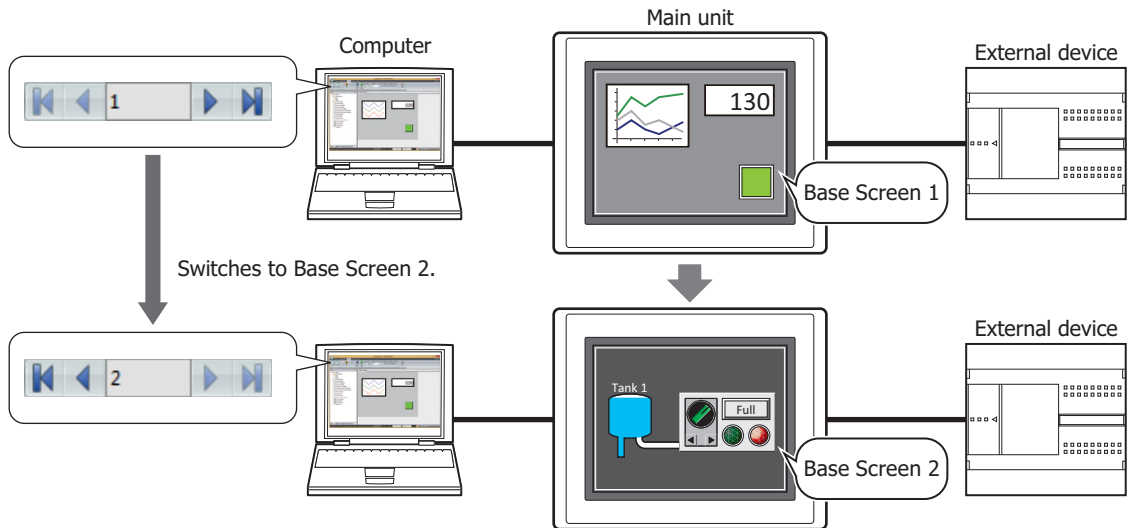 Main unit
Computer
External device
1
130
Base Screen 1
Switches to Base Screen 2.
External device
2
Tank 1
Full
Base Screen 2